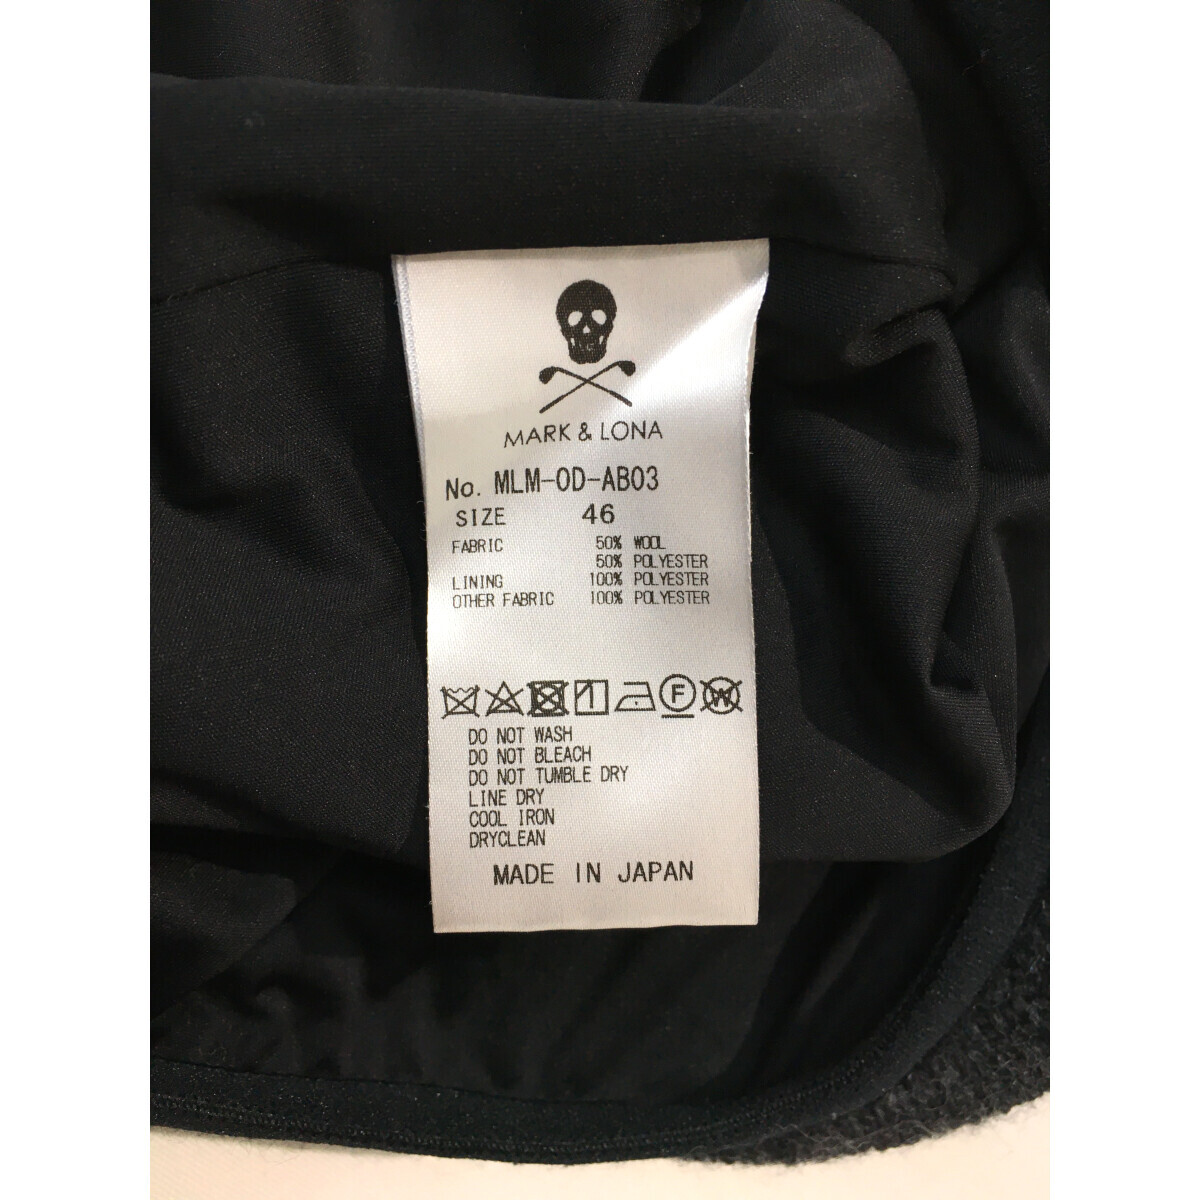 MARK & LONA
No. MLM-OD-AB03
SIZE 46
FABRIC 50% WOOL
50% POLYESTER
LINING 100% POLYESTER
OTHER FABRIC 100% POLYESTER
F W
DO NOT WASH
DO NOT BLEACH
DO NOT TUMBLE DRY
LINE DRY
COOL IRON
DRYCLEAN
MADE IN JAPAN